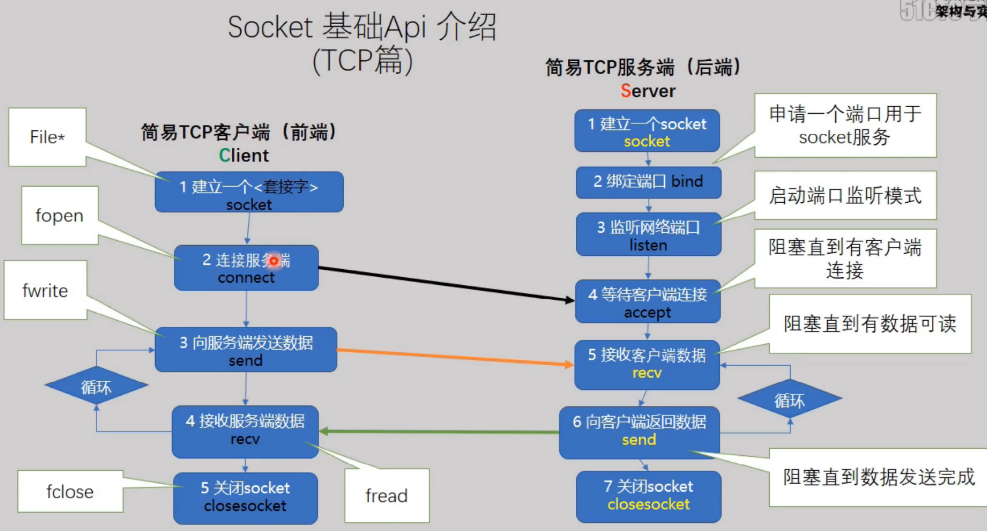 架构与实
Socket 基础Api 介绍
(TCP篇)
简易TCP客户端（前端）
Client
File*
1 建立一个<套接字>
socket
fopen
2 连接服务端
connect
fwrite
3 向服务端发送数据
send
循环
4 接收服务端数据
recv
fclose
5 关闭socket
closesocket
fread
简易TCP服务端（后端）
Server
1 建立一个socket
socket
申请一个端口用于
socket服务
2 绑定端口 bind
3 监听网络端口
listen
启动端口监听模式
4 等待客户端连接
accept
阻塞直到有客户端
连接
5 接收客户端数据
recv
阻塞直到有数据可读
循环
6 向客户端返回数据
send
阻塞直到数据发送完成
7 关闭socket
closesocket